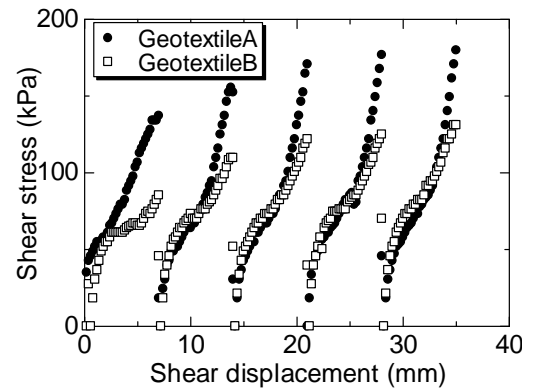 200
GeotextileA
GeotextileB
100
0
Shear stress (kPa)
0 10 20 30 40
Shear displacement (mm)